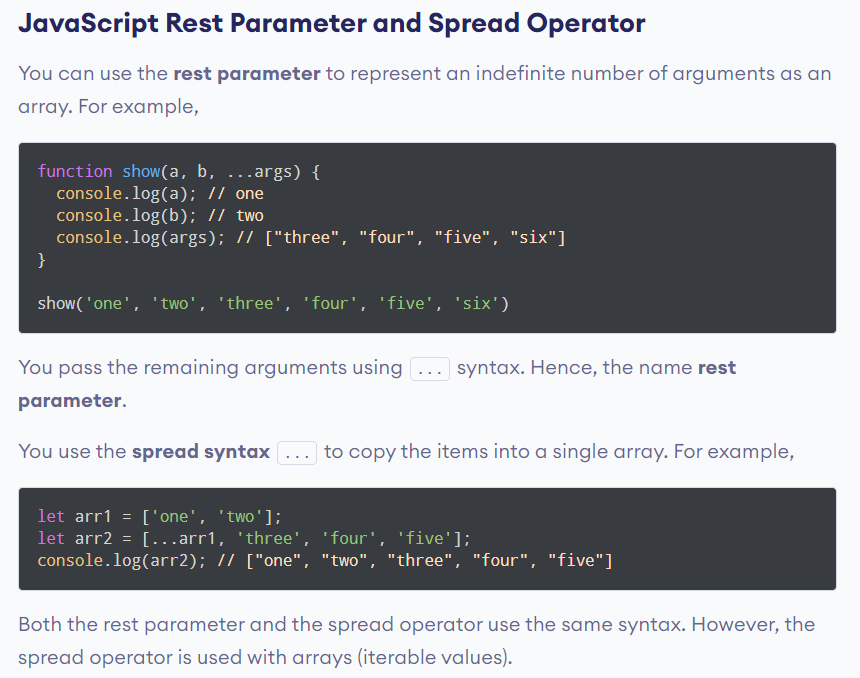 JavaScript Rest Parameter and Spread Operator
You can use the rest parameter to represent an indefinite number of arguments as an
array. For example,
function show(a, b, ...args) {
  console.log(a); // one
  console.log(b); // two
  console.log(args); // ["three", "four", "five", "six"]
}
show('one', 'two', 'three', 'four', 'five', 'six')
You pass the remaining arguments using ... syntax. Hence, the name rest
parameter.
You use the spread syntax ... to copy the items into a single array. For example,
let arr1 = ['one', 'two'];
let arr2 = [...arr1, 'three', 'four', 'five'];
console.log(arr2); // ["one", "two", "three", "four", "five"]
Both the rest parameter and the spread operator use the same syntax. However, the
spread operator is used with arrays (iterable values).